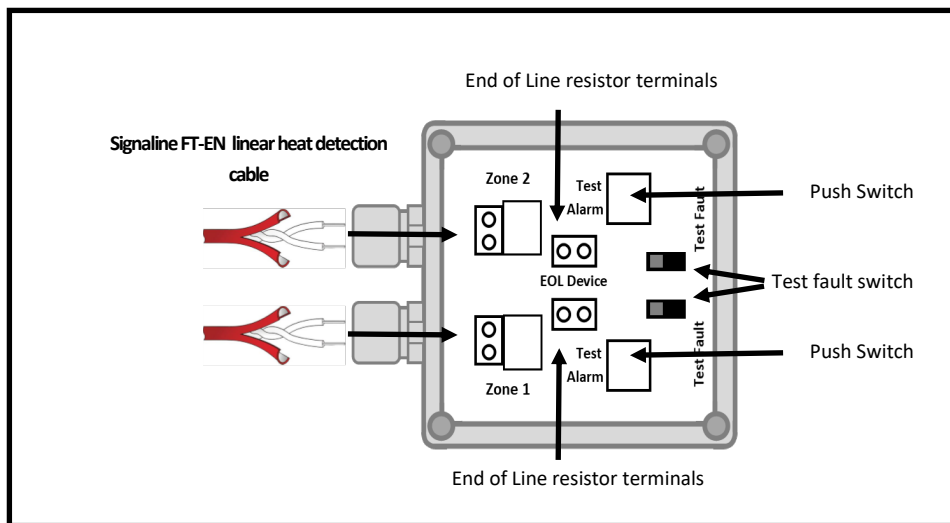 End of Line resistor terminals
Signaline FT-EN linear heat detection
cable
Zone 2
Test
Alarm
Test Fault
Push Switch
EOL Device
Test fault switch
Zone 1
Test
Alarm
Test Fault
Push Switch
End of Line resistor terminals